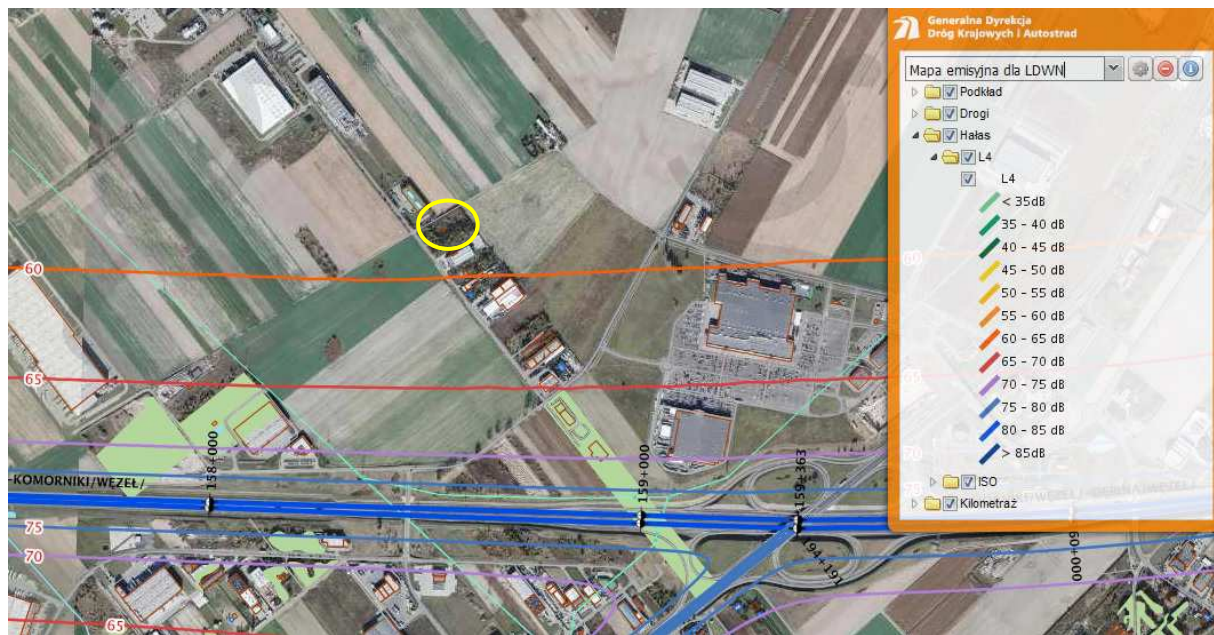 Generalna Dyrekcja
Dróg Krajowych i Autostrad
Mapa emisyjna dla LDWN
Podkład
Drogi
Hałas
L4
L4
< 35dB
35 - 40 dB
40 - 45 dB
45 - 50 dB
50 - 55 dB
55 - 60 dB
60 - 65 dB
65 - 70 dB
70 - 75 dB
75 - 80 dB
80 - 85 dB
> 85dB
ISO
Kilometraż
60
60
65
65
70
75
KOMORNIKI/WĘZEŁ/
158+000
159+000
159+363
194+191
75
70
65